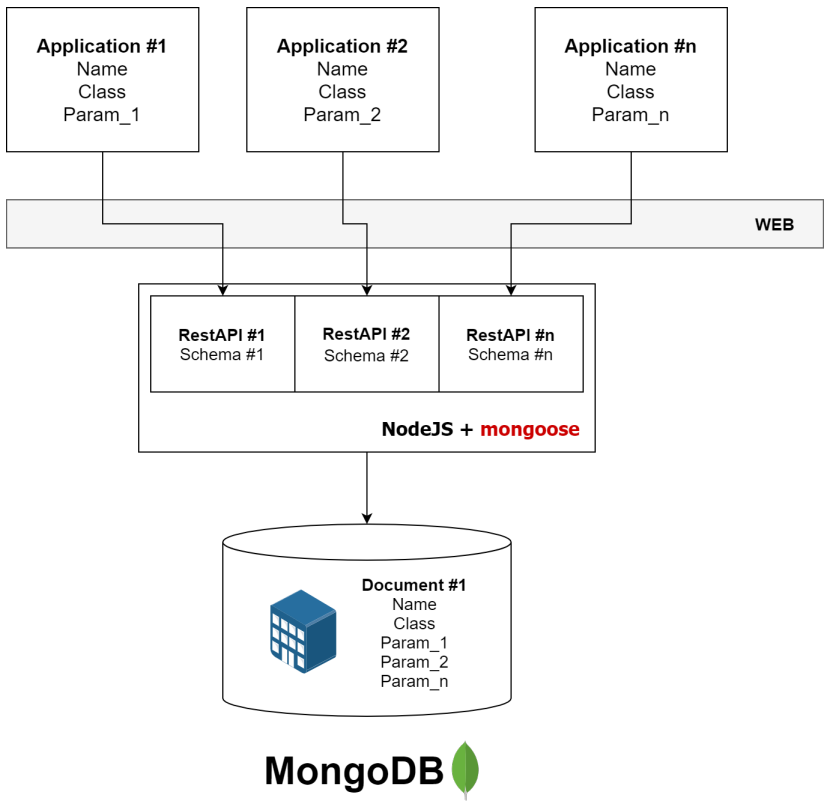 Application #1
Name
Class
Param_1
Application #2
Name
Class
Param_2
Application #n
Name
Class
Param_n
WEB
RestAPI #1
Schema #1
RestAPI #2
Schema #2
RestAPI #n
Schema #n
NodeJS + mongoose
Document #1
Name
Class
Param_1
Param_2
Param_n
MongoDB